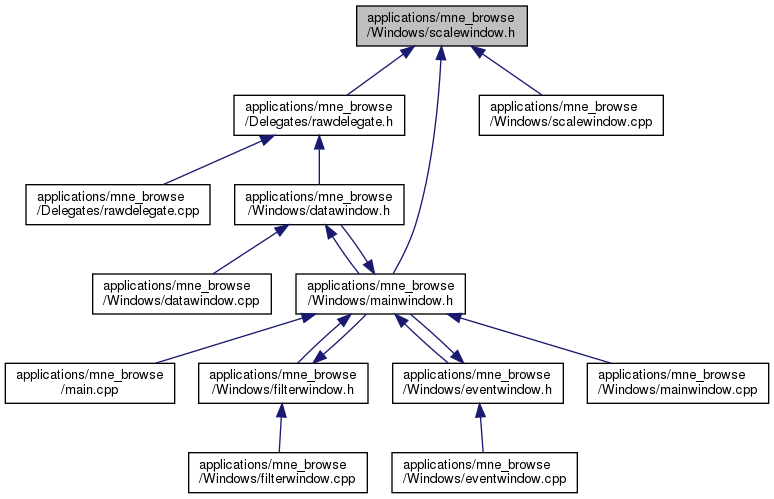 applications/mne_browse
/Windows/scalewindow.h
applications/mne_browse
/Delegates/rawdelegate.h
applications/mne_browse
/Windows/scalewindow.cpp
applications/mne_browse
/Delegates/rawdelegate.cpp
applications/mne_browse
/Windows/datawindow.h
applications/mne_browse
/Windows/datawindow.cpp
applications/mne_browse
/Windows/mainwindow.h
applications/mne_browse
/main.cpp
applications/mne_browse
/Windows/filterwindow.h
applications/mne_browse
/Windows/eventwindow.h
applications/mne_browse
/Windows/mainwindow.cpp
applications/mne_browse
/Windows/filterwindow.cpp
applications/mne_browse
/Windows/eventwindow.cpp